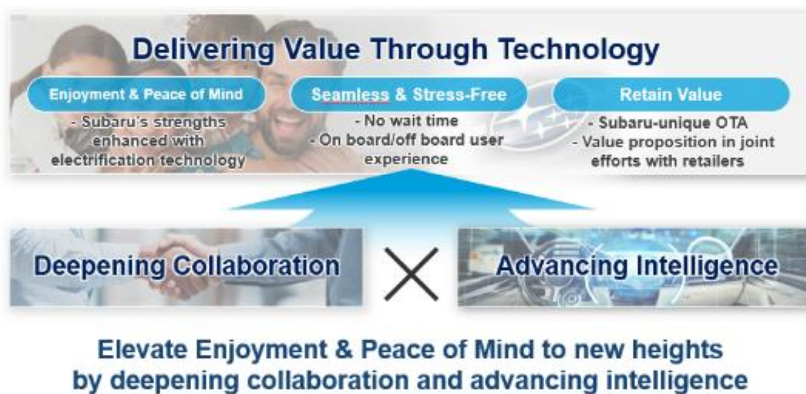 Delivering Value Through Technology
Enjoyment & Peace of Mind
Seamless & Stress-Free
Retain Value
- Subaru's strengths
enhanced with
electrification technology
- No wait time
- On board/off board user
experience
- Subaru-unique OTA
- Value proposition in joint
efforts with retailers
Deepening Collaboration
Advancing Intelligence
Elevate Enjoyment & Peace of Mind to new heights
by deepening collaboration and advancing intelligence